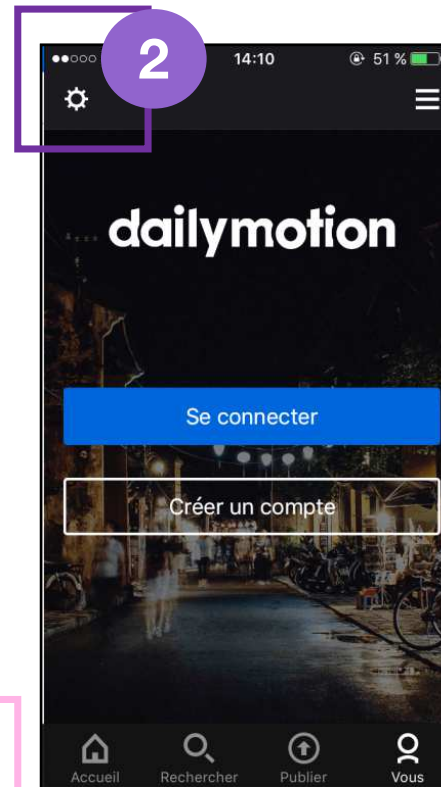 2
14:10
51 %
dailymotion
Se connecter
Créer un compte
Accueil Rechercher Publier Vous